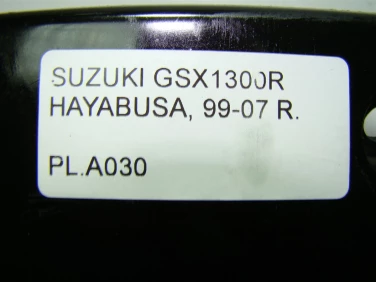 SUZUKI GSX1300R
HAYABUSA, 99-07 R.
PL.A030